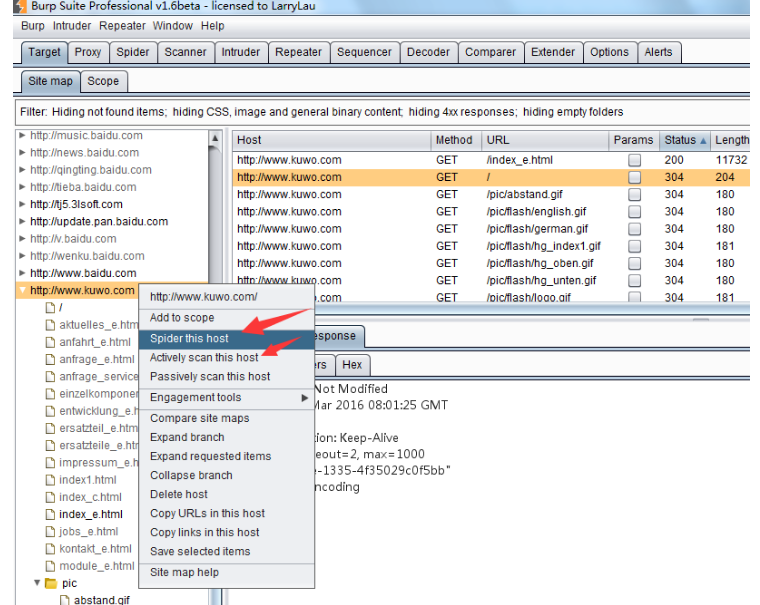 Burp Suite Professional v1.6beta - licensed to LarryLau
Burp Intruder Repeater Window Help
Target Proxy Spider Scanner Intruder Repeater Sequencer Decoder Comparer Extender Options Alerts
Site map Scope
Filter: Hiding not found items; hiding CSS, image and general binary content; hiding 4xx responses; hiding empty folders
http://music.baidu.com
http://news.baidu.com
http://qingting.baidu.com
http://tieba.baidu.com
http://tj5.3lsoft.com
http://update.pan.baidu.com
http://v.baidu.com
http://wenku.baidu.com
http://www.baidu.com
http://www.kuwo.com
/
aktuelles_e.htm
anfahrt_e.html
anfrage_e.html
anfrage_service
einzelkomponer
entwicklung_e.h
ersatzteil_e.htm
ersatzteile_e.htr
impressum_e.h
index1.html
index_c.html
index_e.html
jobs_e.html
kontakt_e.html
module_e.html
pic
abstand.gif
Host Method URL Params Status Length
http://www.kuwo.com GET /index_e.html 200 11732
http://www.kuwo.com GET / 304 204
http://www.kuwo.com GET /pic/abstand.gif 304 180
http://www.kuwo.com GET /pic/flash/english.gif 304 180
http://www.kuwo.com GET /pic/flash/german.gif 304 180
http://www.kuwo.com GET /pic/flash/hg_index1.gif 304 181
http://www.kuwo.com GET /pic/flash/hg_oben.gif 304 180
http://www.kuwo.com GET /pic/flash/hg_unten.gif 304 180
o.com GET /pic/flash/logo.gif 304 181
http://www.kuwo.com/
Add to scope
Spider this host
Actively scan this host
Passively scan this host
Engagement tools
Compare site maps
Expand branch
Expand requested items
Collapse branch
Delete host
Copy URLs in this host
Copy links in this host
Save selected items
Site map help
esponse
ers Hex
Not Modified
Mar 2016 08:01:25 GMT
tion: Keep-Alive
eout=2, max=1000
-1335-4f35029c0f5bb"
ncoding